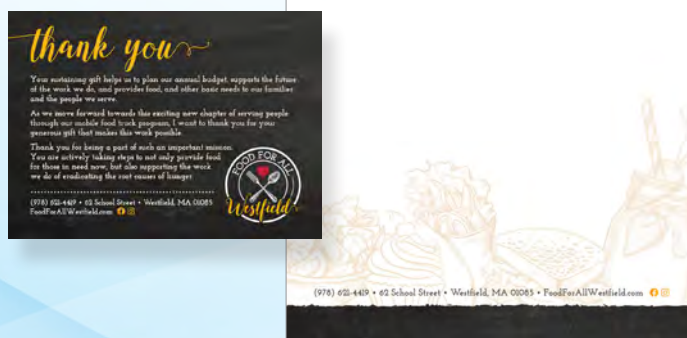 thank you
Your sustaining gift helps us to plan our annual budget, supports the future
of the work we do, and provides food, and other basic needs to our families
and the people we serve.
As we move forward towards this exciting new chapter of serving people
through our mobile food truck program, I want to thank you for your
generous gift that makes this work possible.
Thank you for being a part of such an important mission.
You are actively taking steps to not only provide food
for those in need now, but also supporting the work
we do of eradicating the root causes of hunger.
FOOD FOR ALL
Westfield
(978) 621-4419 • 62 School Street • Westfield, MA 01085
FoodForAllWestfield.com
(978) 621-4419 • 62 School Street • Westfield, MA 01085 • FoodForAllWestfield.com